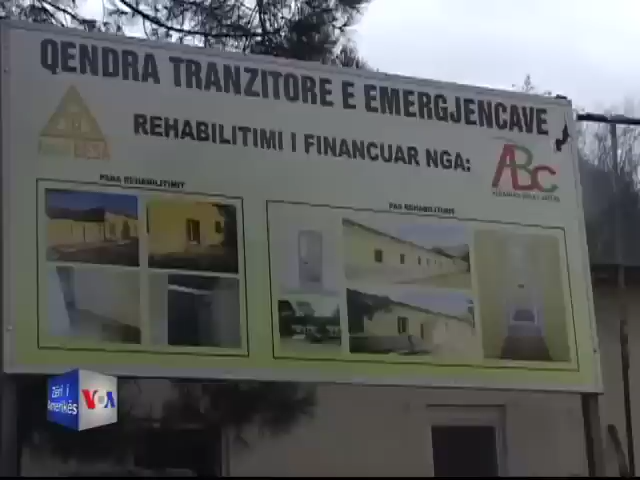 QENDRA TRANZITORE E EMERGJENCAVE
REHABILITIMI I FINANCUAR NGA:
ABC
PARA REHABILITIMIT
PAS REHABILITIMIT
Zëri i
Amerikës
VOA